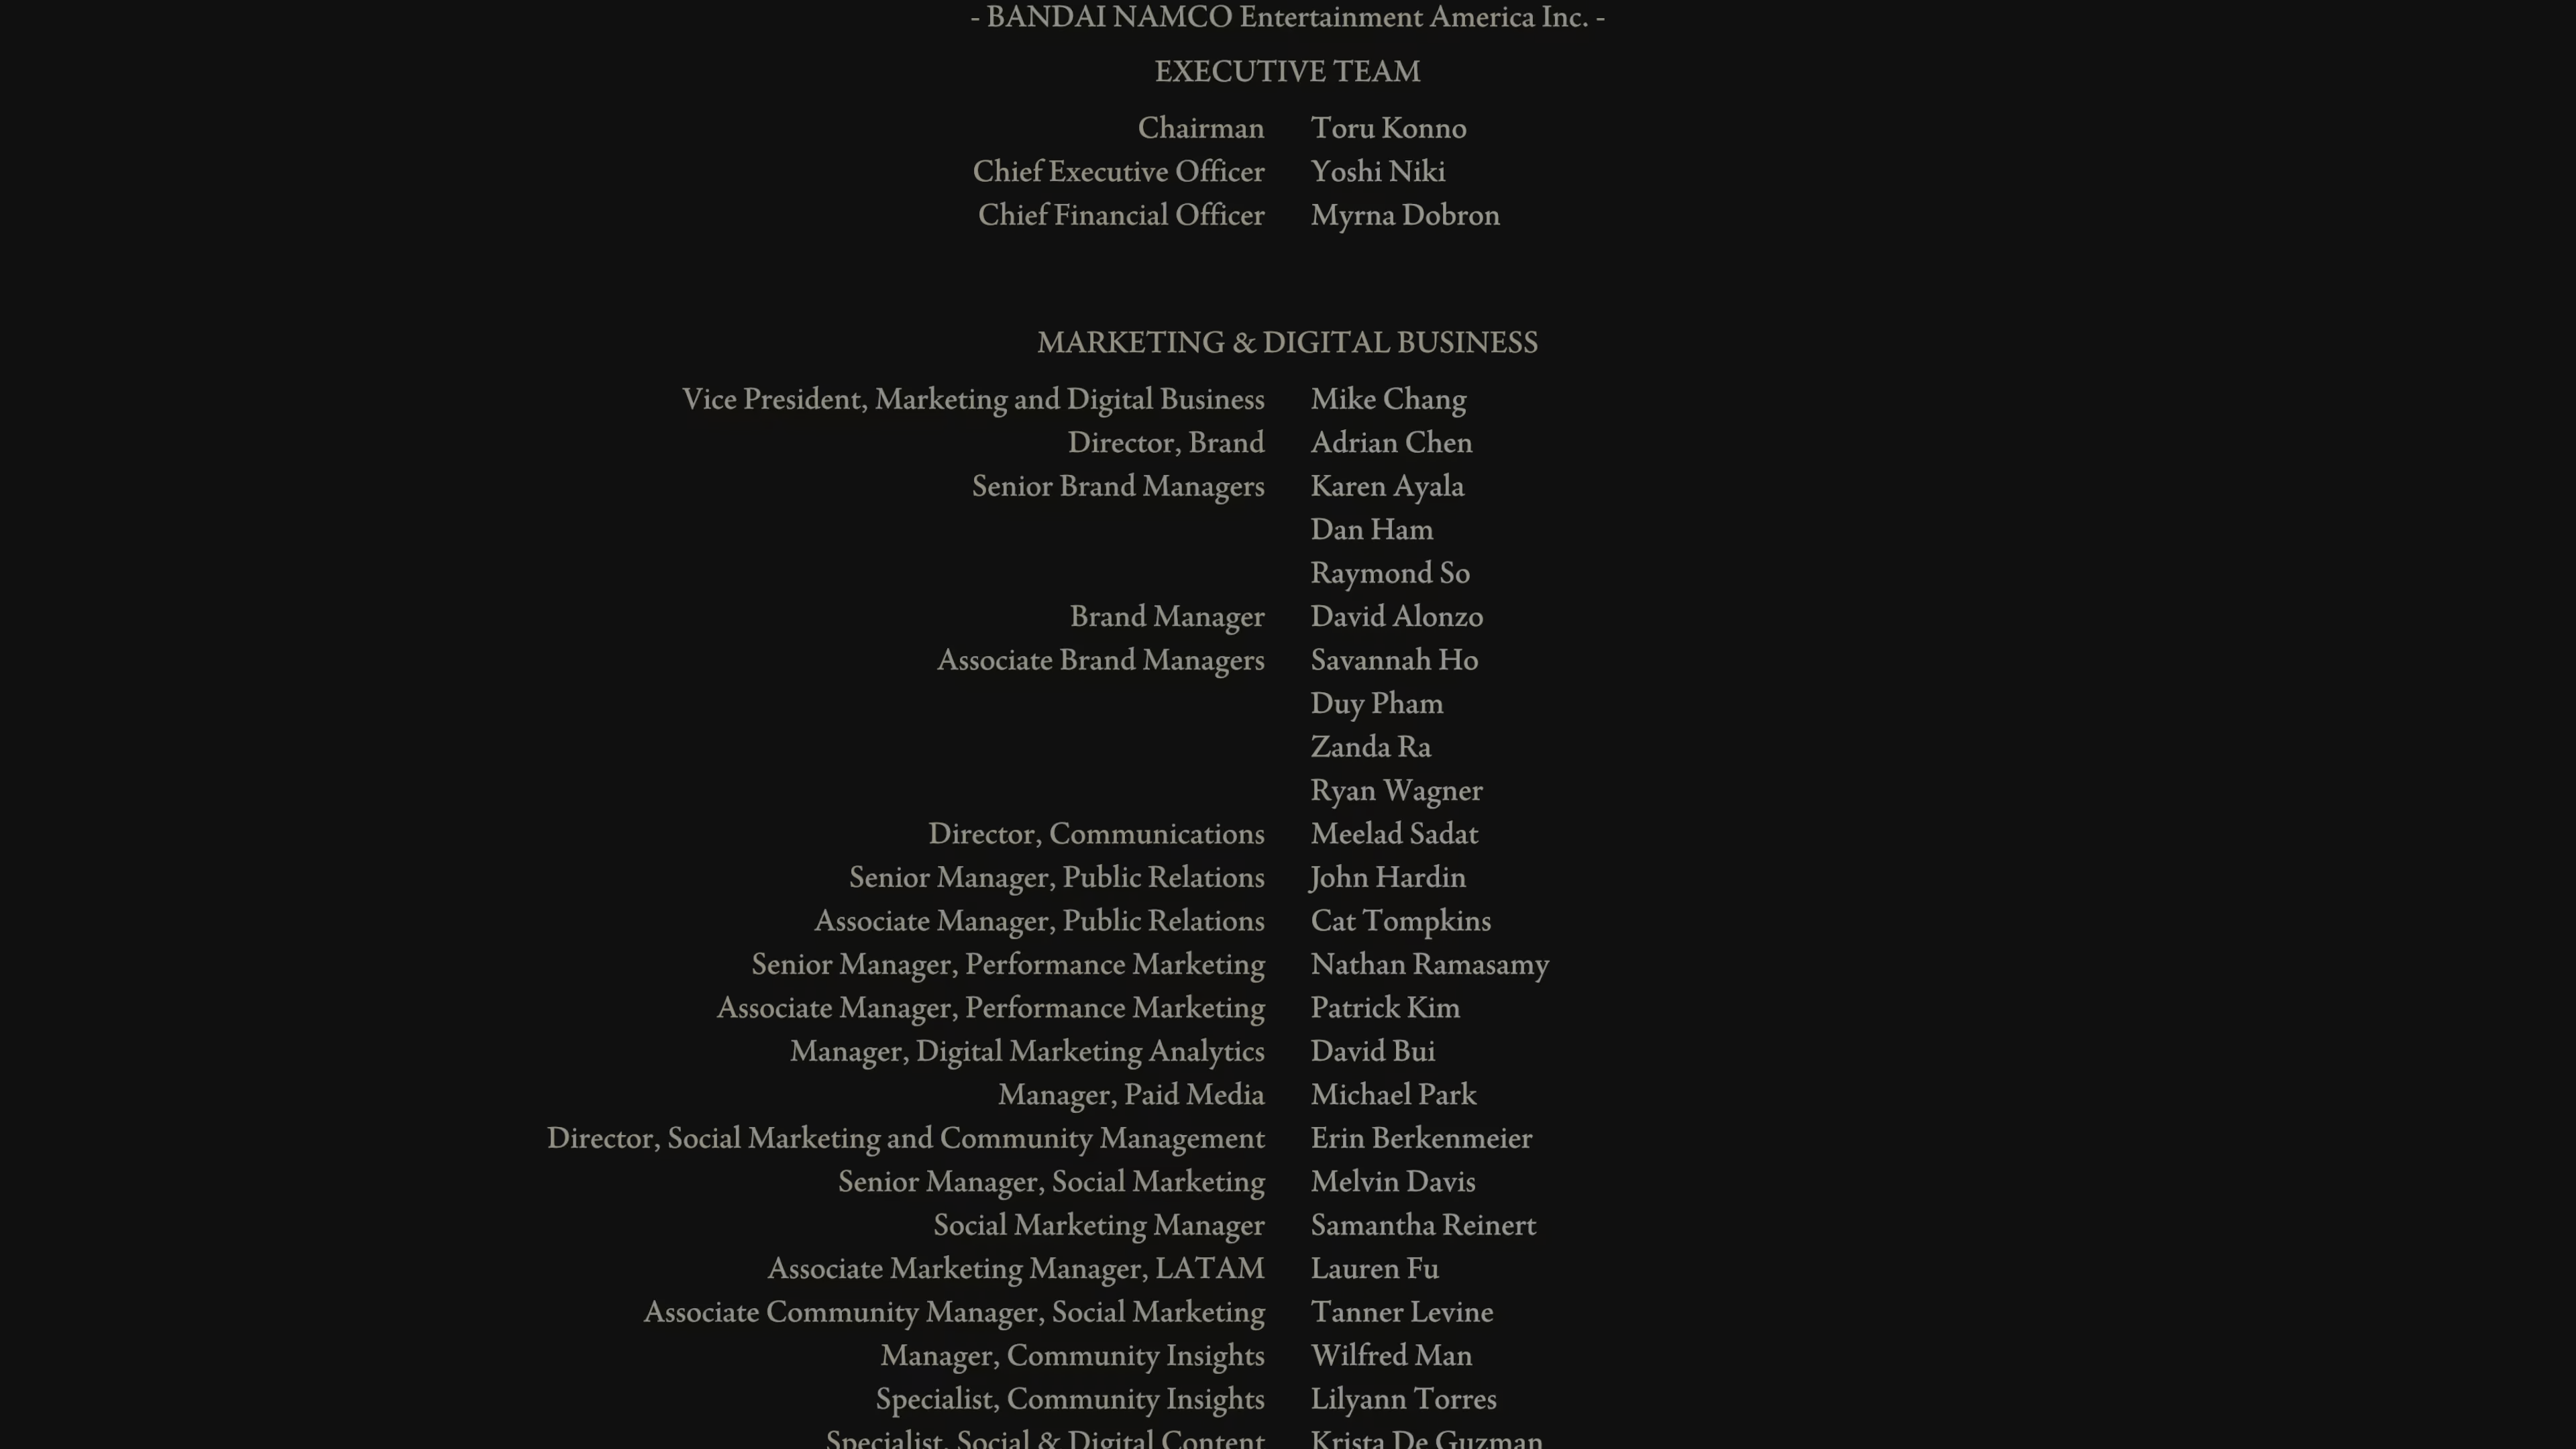 - BANDAI NAMCO Entertainment America Inc. -
EXECUTIVE TEAM
Chairman Toru Konno
Chief Executive Officer Yoshi Niki
Chief Financial Officer Myrna Dobron
MARKETING & DIGITAL BUSINESS
Vice President, Marketing and Digital Business Mike Chang
Director, Brand Adrian Chen
Senior Brand Managers Karen Ayala
Dan Ham
Raymond So
Brand Manager David Alonzo
Associate Brand Managers Savannah Ho
Duy Pham
Zanda Ra
Ryan Wagner
Director, Communications Meelad Sadat
Senior Manager, Public Relations John Hardin
Associate Manager, Public Relations Cat Tompkins
Senior Manager, Performance Marketing Nathan Ramasamy
Associate Manager, Performance Marketing Patrick Kim
Manager, Digital Marketing Analytics David Bui
Manager, Paid Media Michael Park
Director, Social Marketing and Community Management Erin Berkenmeier
Senior Manager, Social Marketing Melvin Davis
Social Marketing Manager Samantha Reinert
Associate Marketing Manager, LATAM Lauren Fu
Associate Community Manager, Social Marketing Tanner Levine
Manager, Community Insights Wilfred Man
Specialist, Community Insights Lilyann Torres
Specialist, Social & Digital Content Krista De Guzman